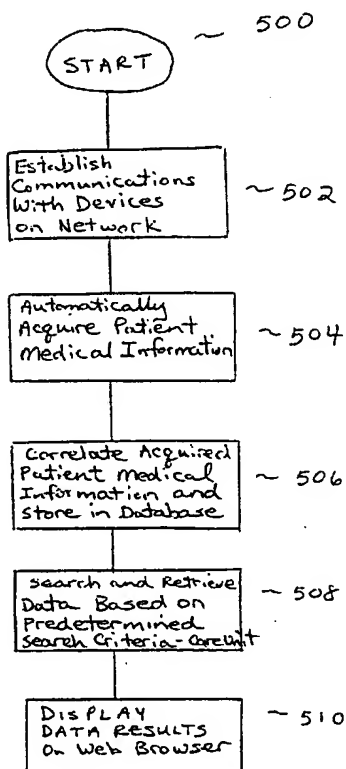 START ~ 500
Establish
Communications
With Devices
on Network
~ 502
Automatically
Acquire Patient
Medical Information
~ 504
Correlate Acquired
Patient Medical
Information and
Store in Database
~ 506
Search and Retrieve
Data Based on
Predetermined
Search Criteria-CareUnit
~ 508
DISPLAY
DATA RESULTS
On Web Browser
~ 510